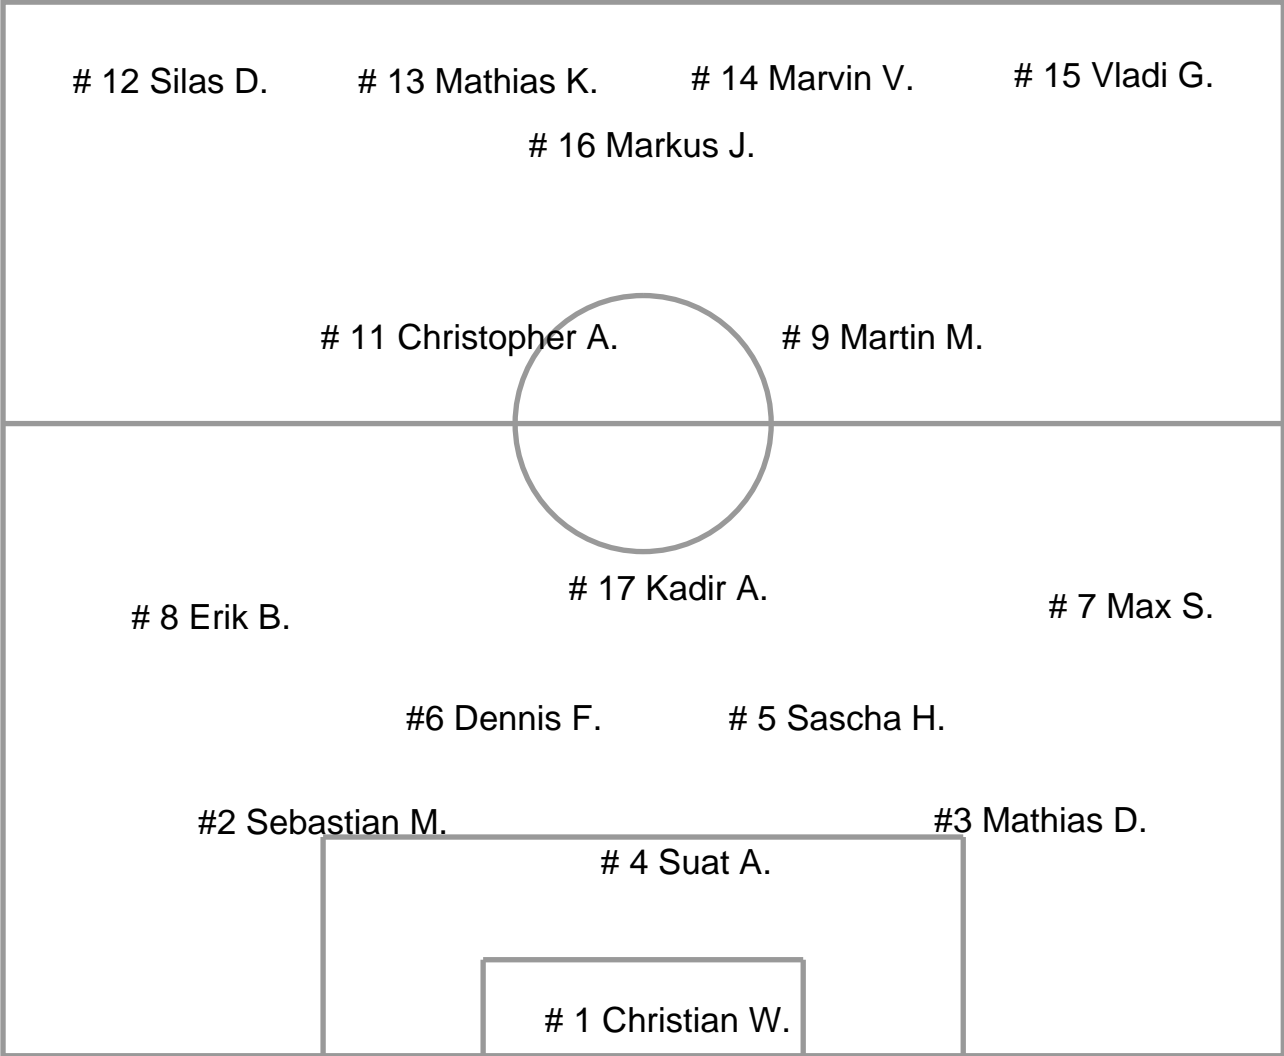 # 12 Silas D.
# 13 Mathias K.
# 14 Marvin V.
# 15 Vladi G.
# 16 Markus J.
# 11 Christopher A.
# 9 Martin M.
# 17 Kadir A.
# 8 Erik B.
# 7 Max S.
#6 Dennis F.
# 5 Sascha H.
#2 Sebastian M.
#3 Mathias D.
# 4 Suat A.
# 1 Christian W.